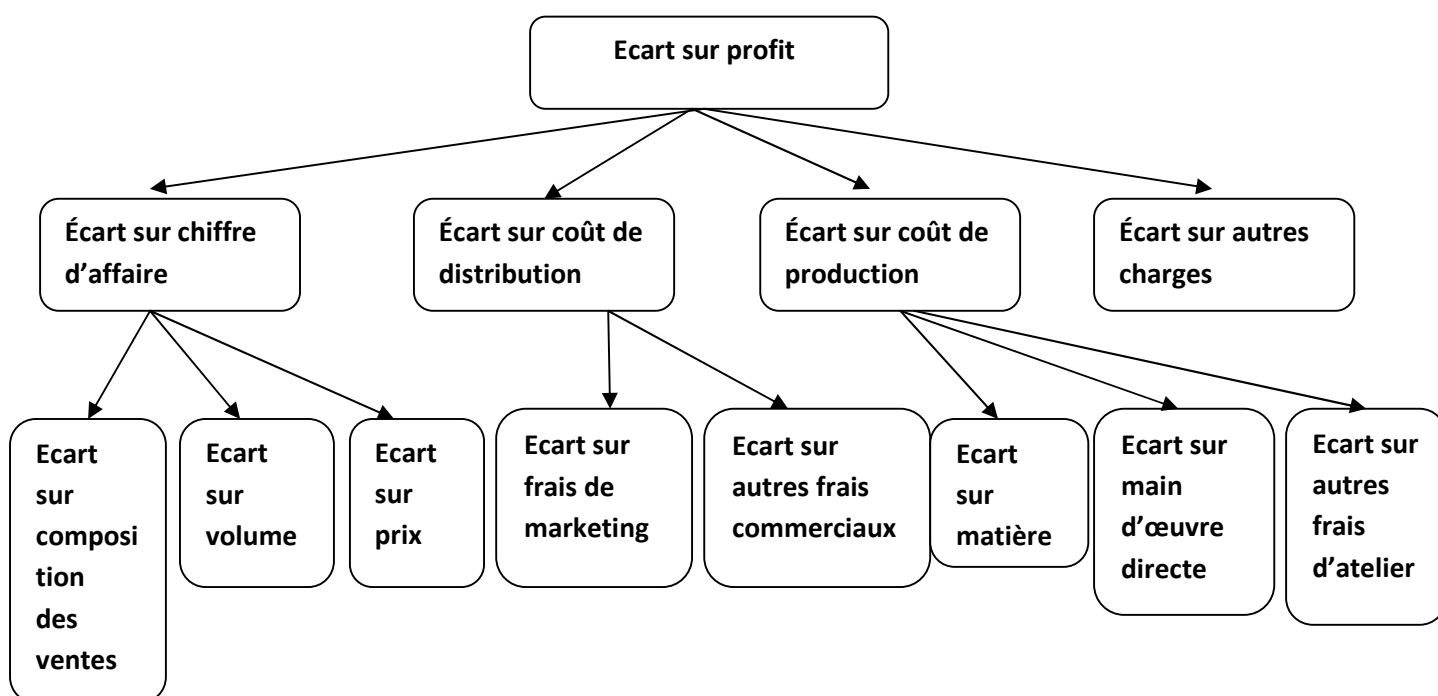 Ecart sur profit
Écart sur chiffre
d’affaire
Écart sur coût de
distribution
Écart sur coût de
production
Écart sur autres
charges
Ecart
sur
composi
tion
des
ventes
Ecart
sur
volume
Ecart
sur
prix
Ecart sur
frais de
marketing
Ecart sur
autres frais
commerciaux
Ecart
sur
matière
Ecart sur
main
d’œuvre
directe
Ecart sur
autres
frais
d’atelier